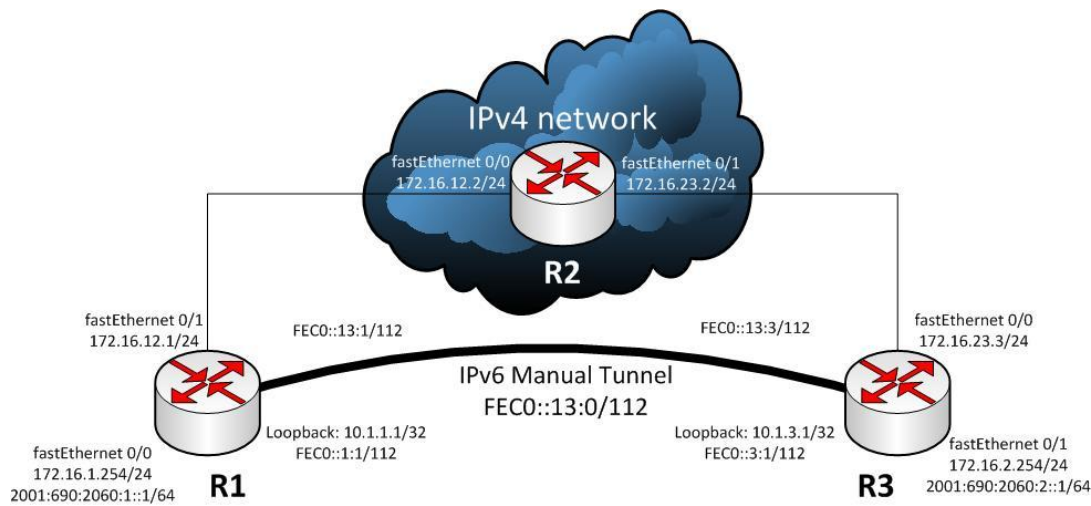 IPv4 network
fastEthernet 0/0
172.16.12.2/24
fastEthernet 0/1
172.16.23.2/24
R2
fastEthernet 0/1
172.16.12.1/24
FEC0::13:1/112
FEC0::13:3/112
fastEthernet 0/0
172.16.23.3/24
IPv6 Manual Tunnel
FEC0::13:0/112
Loopback: 10.1.1.1/32
FEC0::1:1/112
Loopback: 10.1.3.1/32
FEC0::3:1/112
fastEthernet 0/0
172.16.1.254/24
2001:690:2060:1::1/64
R1
R3
fastEthernet 0/1
172.16.2.254/24
2001:690:2060:2::1/64